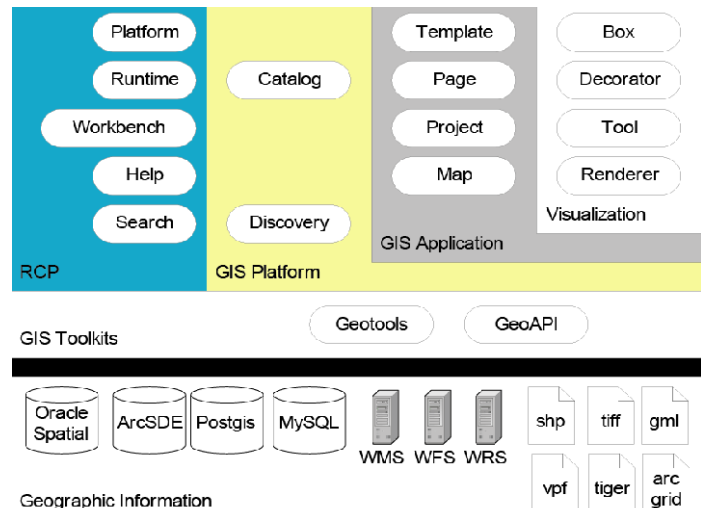 Platform
Runtime
Workbench
Help
Search
RCP
Catalog
Discovery
GIS Platform
Template
Page
Project
Map
GIS Application
Box
Decorator
Tool
Renderer
Visualization
GIS Toolkits
Geotools
GeoAPI
Oracle
Spatial
ArcSDE
Postgis
MySQL
WMS
WFS
WRS
shp
tiff
gml
vpf
tiger
arc
grid
Geographic Information